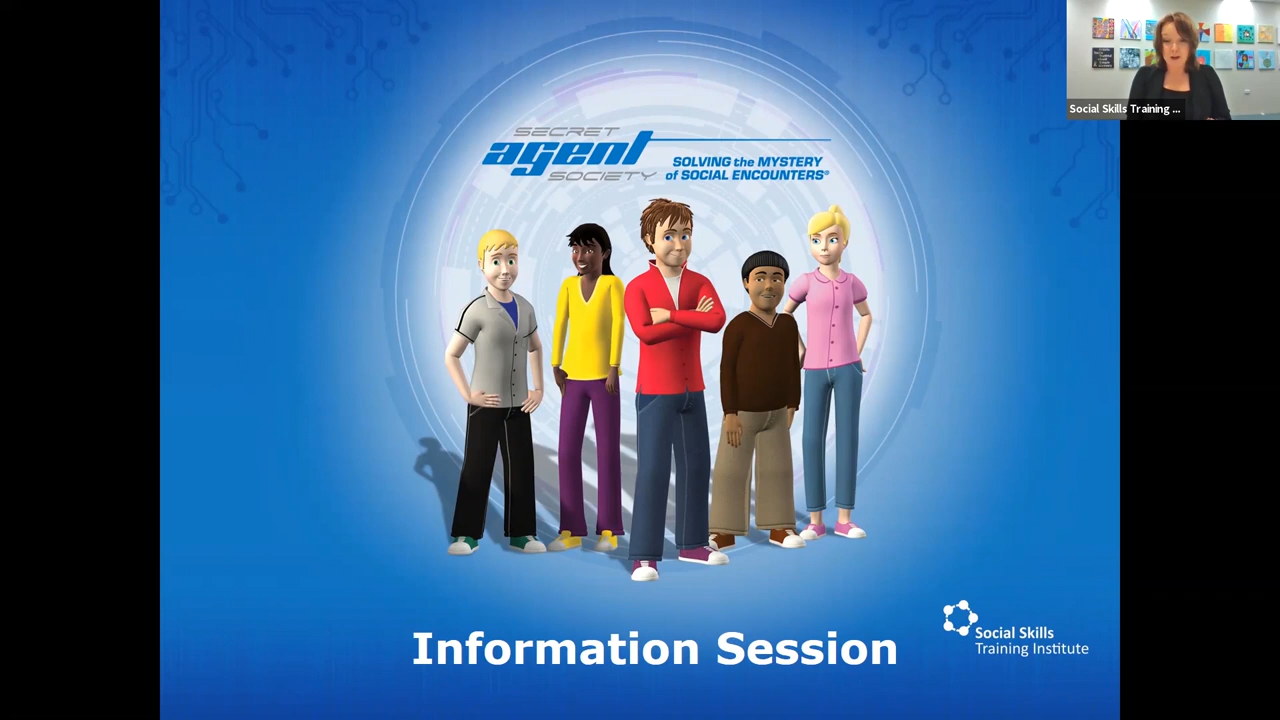 Social Skills Training ...
SECRET
agent
SOCIETY
SOLVING the MYSTERY
of SOCIAL ENCOUNTERS®
Information Session
Social Skills
Training Institute